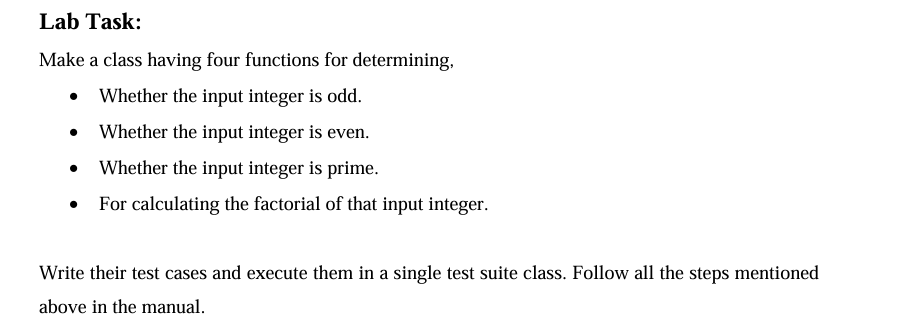 Lab Task:
Make a class having four functions for determining,
• Whether the input integer is odd.
• Whether the input integer is even.
• Whether the input integer is prime.
• For calculating the factorial of that input integer.
Write their test cases and execute them in a single test suite class. Follow all the steps mentioned
above in the manual.